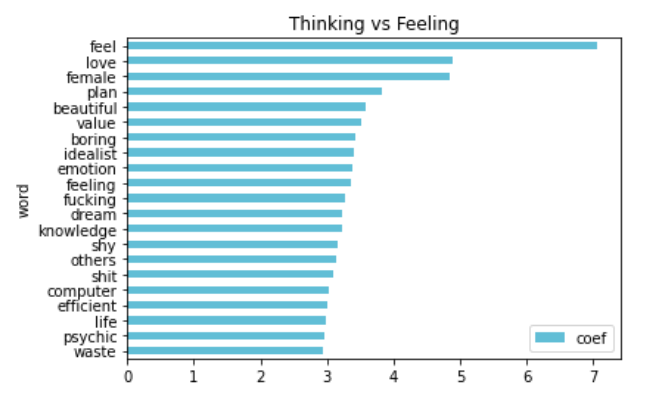 Thinking vs Feeling
feel
love
female
plan
beautiful
value
boring
idealist
emotion
feeling
fucking
dream
knowledge
shy
others
shit
computer
efficient
life
psychic
waste
word
coef
0 1 2 3 4 5 6 7